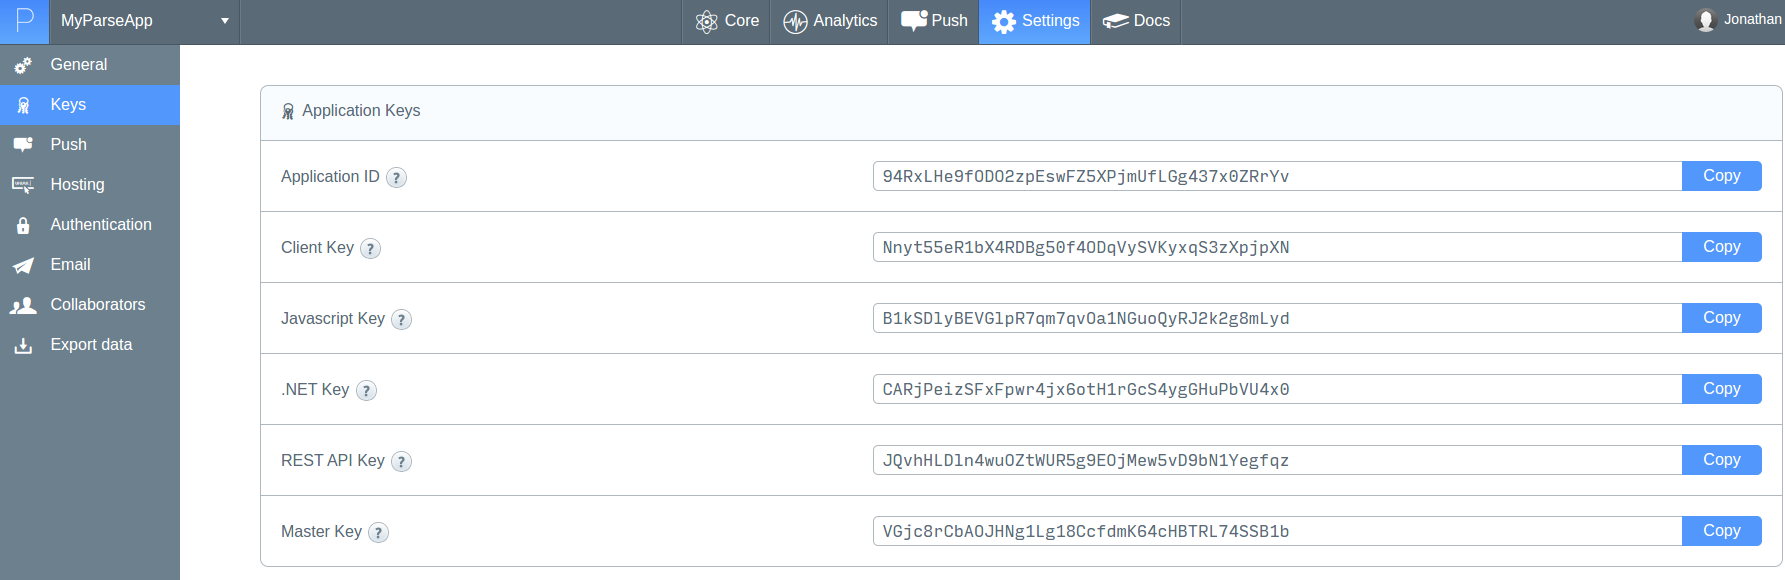 P MyParseApp Core Analytics Push Settings Docs Jonathan
General
Keys
Push
Hosting
Authentication
Email
Collaborators
Export data
Application Keys
Application ID ? 94RxLHe9fODO2zpEswFZ5XPjmUfLGg437x0ZRrYv Copy
Client Key ? Nnyt55eR1bX4RDBg50f4ODqVySVKyxqS3zXpjpXN Copy
Javascript Key ? B1kSDlyBEVGlpR7qm7qvOa1NGuoQyRJ2k2g8mLyd Copy
.NET Key ? CARjPeizSFxFpwr4jx6otH1rGcS4ygGHuPbVU4x0 Copy
REST API Key ? JQvhHLDln4wuOZtWUR5g9EOjMew5vD9bN1Yegfqz Copy
Master Key ? VGjc8rCbAOJHNg1Lg18CcfdmK64cHBTRL74SSB1b Copy